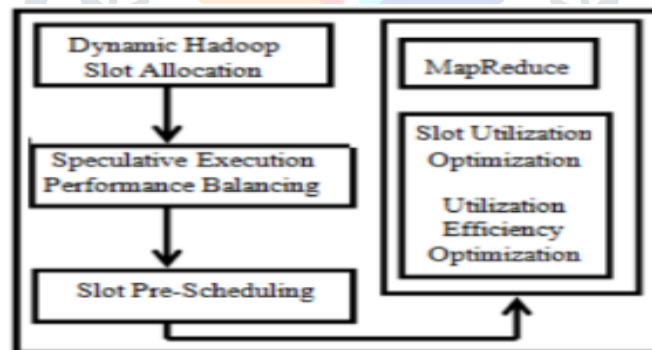 Dynamic Hadoop
Slot Allocation
Speculative Execution
Performance Balancing
Slot Pre-Scheduling
MapReduce
Slot Utilization
Optimization
Utilization
Efficiency
Optimization